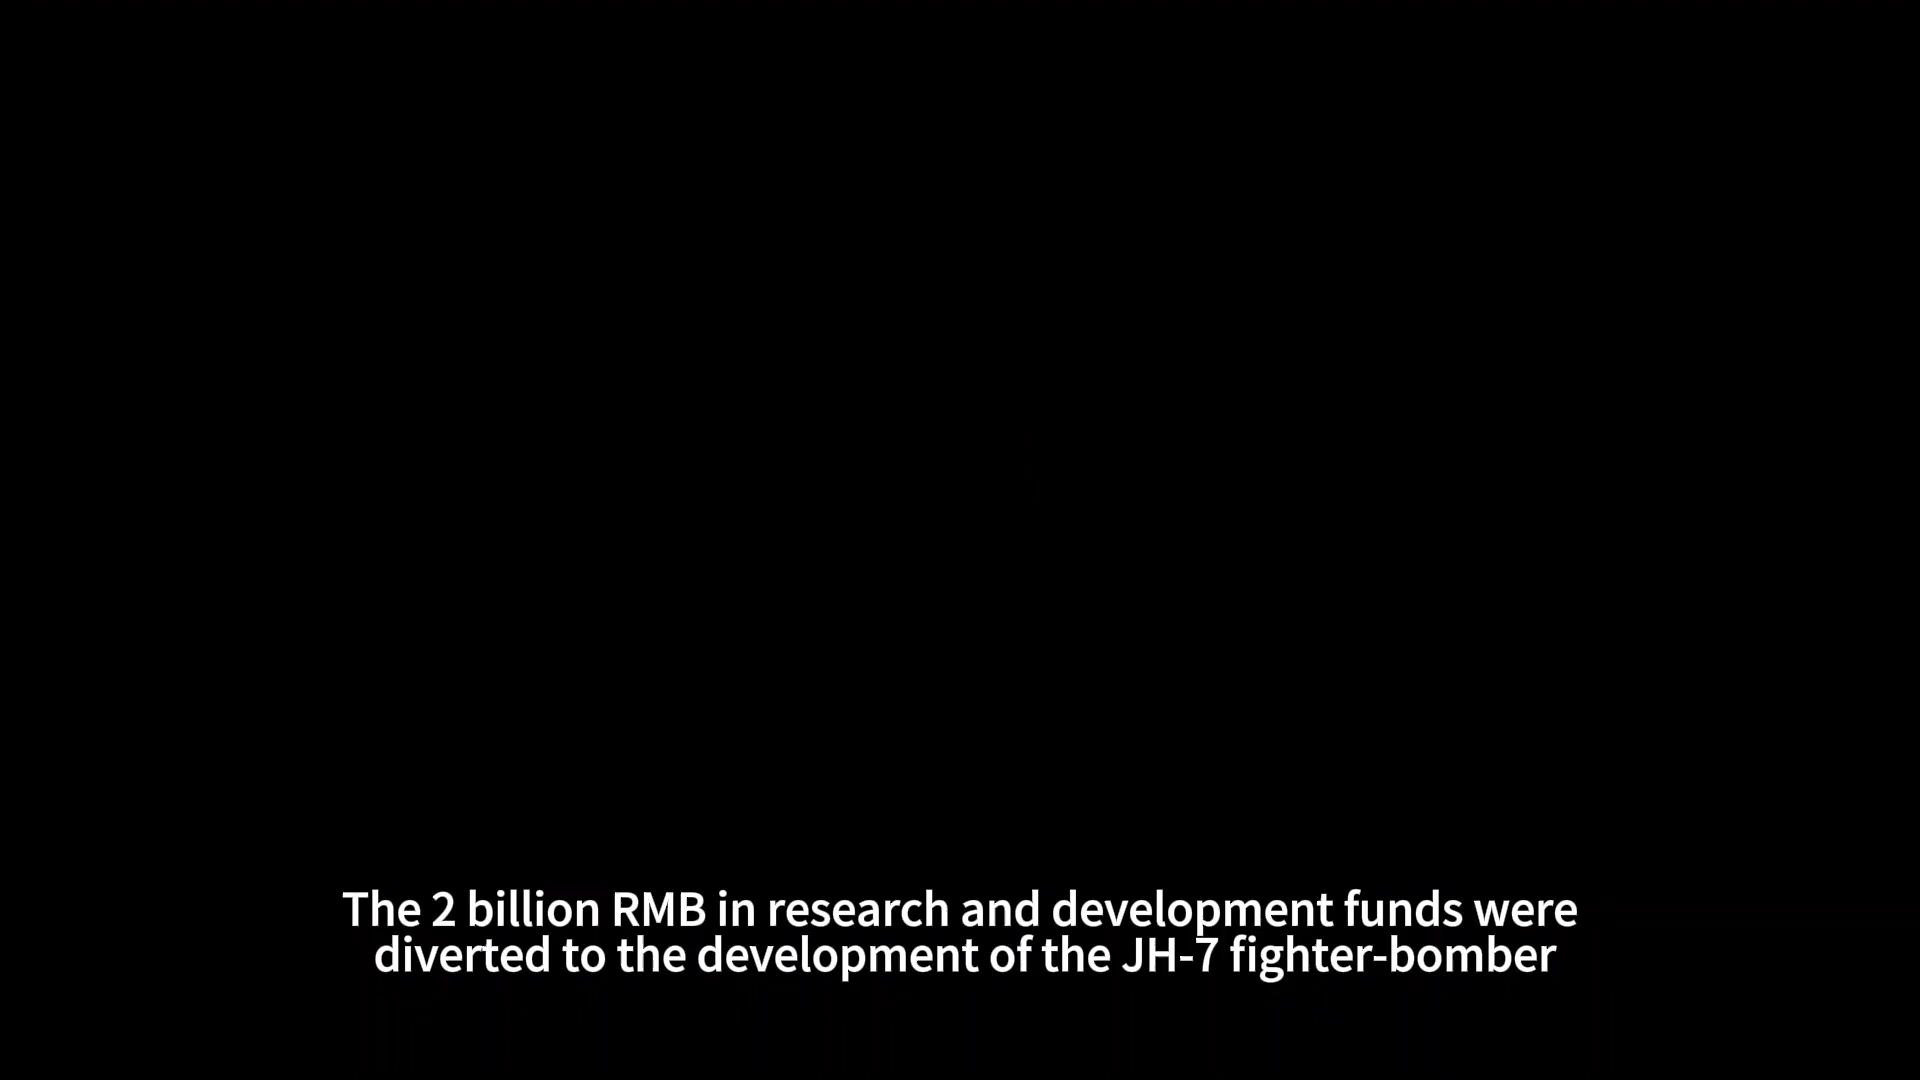 The 2 billion RMB in research and development funds were
diverted to the development of the JH-7 fighter-bomber